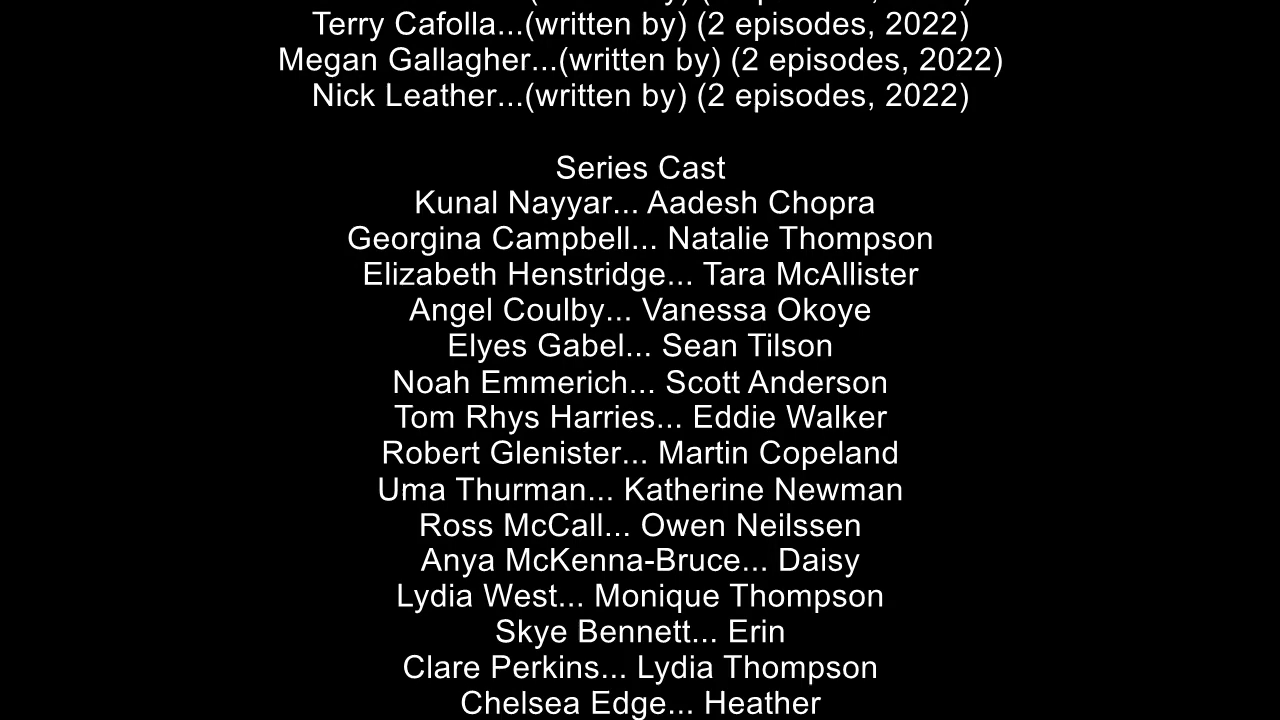 Terry Cafolla...(written by) (2 episodes, 2022)
Megan Gallagher...(written by) (2 episodes, 2022)
Nick Leather...(written by) (2 episodes, 2022)
Series Cast
Kunal Nayyar... Aadesh Chopra
Georgina Campbell... Natalie Thompson
Elizabeth Henstridge... Tara McAllister
Angel Coulby... Vanessa Okoye
Elyes Gabel... Sean Tilson
Noah Emmerich... Scott Anderson
Tom Rhys Harries... Eddie Walker
Robert Glenister... Martin Copeland
Uma Thurman... Katherine Newman
Ross McCall... Owen Neilssen
Anya McKenna-Bruce... Daisy
Lydia West... Monique Thompson
Skye Bennett... Erin
Clare Perkins... Lydia Thompson
Chelsea Edge... Heather